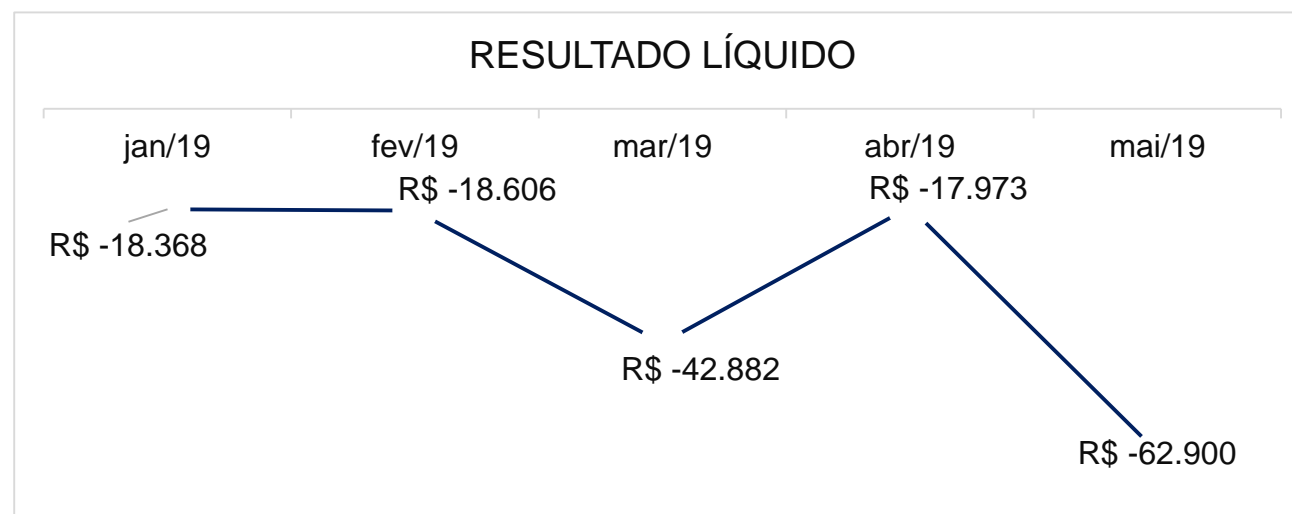 RESULTADO LÍQUIDO
jan/19 fev/19 mar/19 abr/19 mai/19
R$ -18.606 R$ -17.973
R$ -18.368
R$ -42.882
R$ -62.900